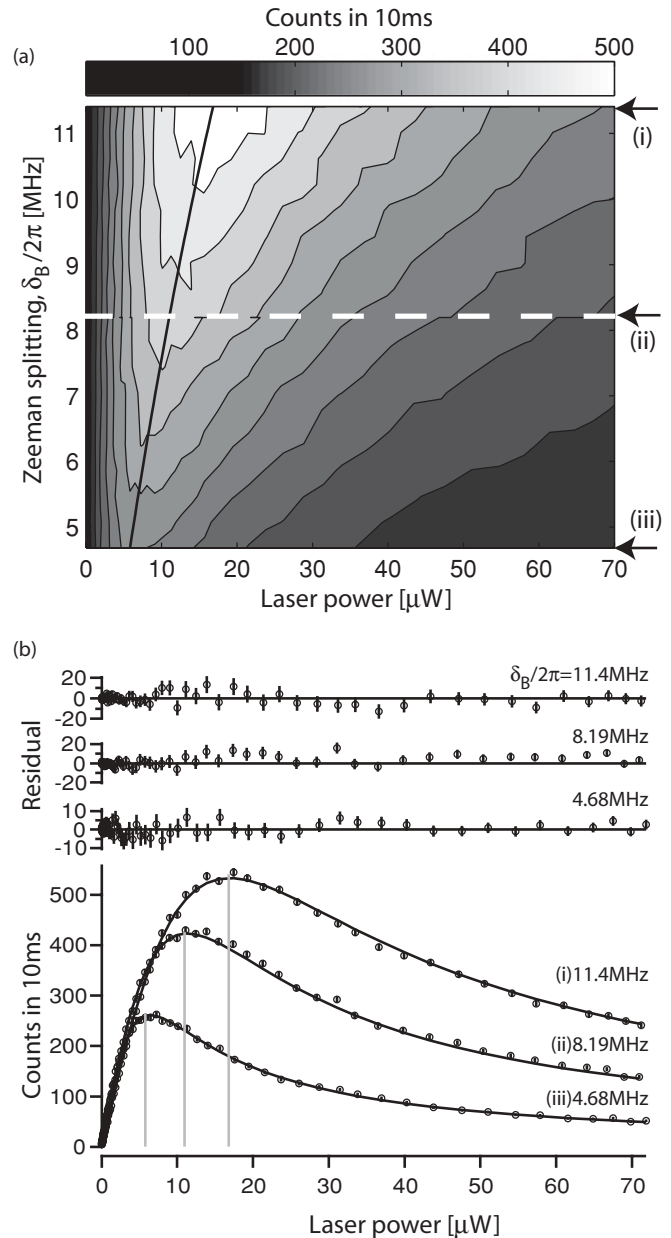 Counts in 10ms
(a)
100 200 300 400 500
11
10
9
8
7
6
5
Zeeman splitting, δB/2π [MHz]
(i)
(ii)
(iii)
0 10 20 30 40 50 60 70
Laser power [μW]
(b)
20
0
-20
δB/2π=11.4MHz
20
0
-20
8.19MHz
10
0
-10
4.68MHz
Residual
500
400
300
200
100
0
Counts in 10ms
(i)11.4MHz
(ii)8.19MHz
(iii)4.68MHz
0 10 20 30 40 50 60 70
Laser power [μW]